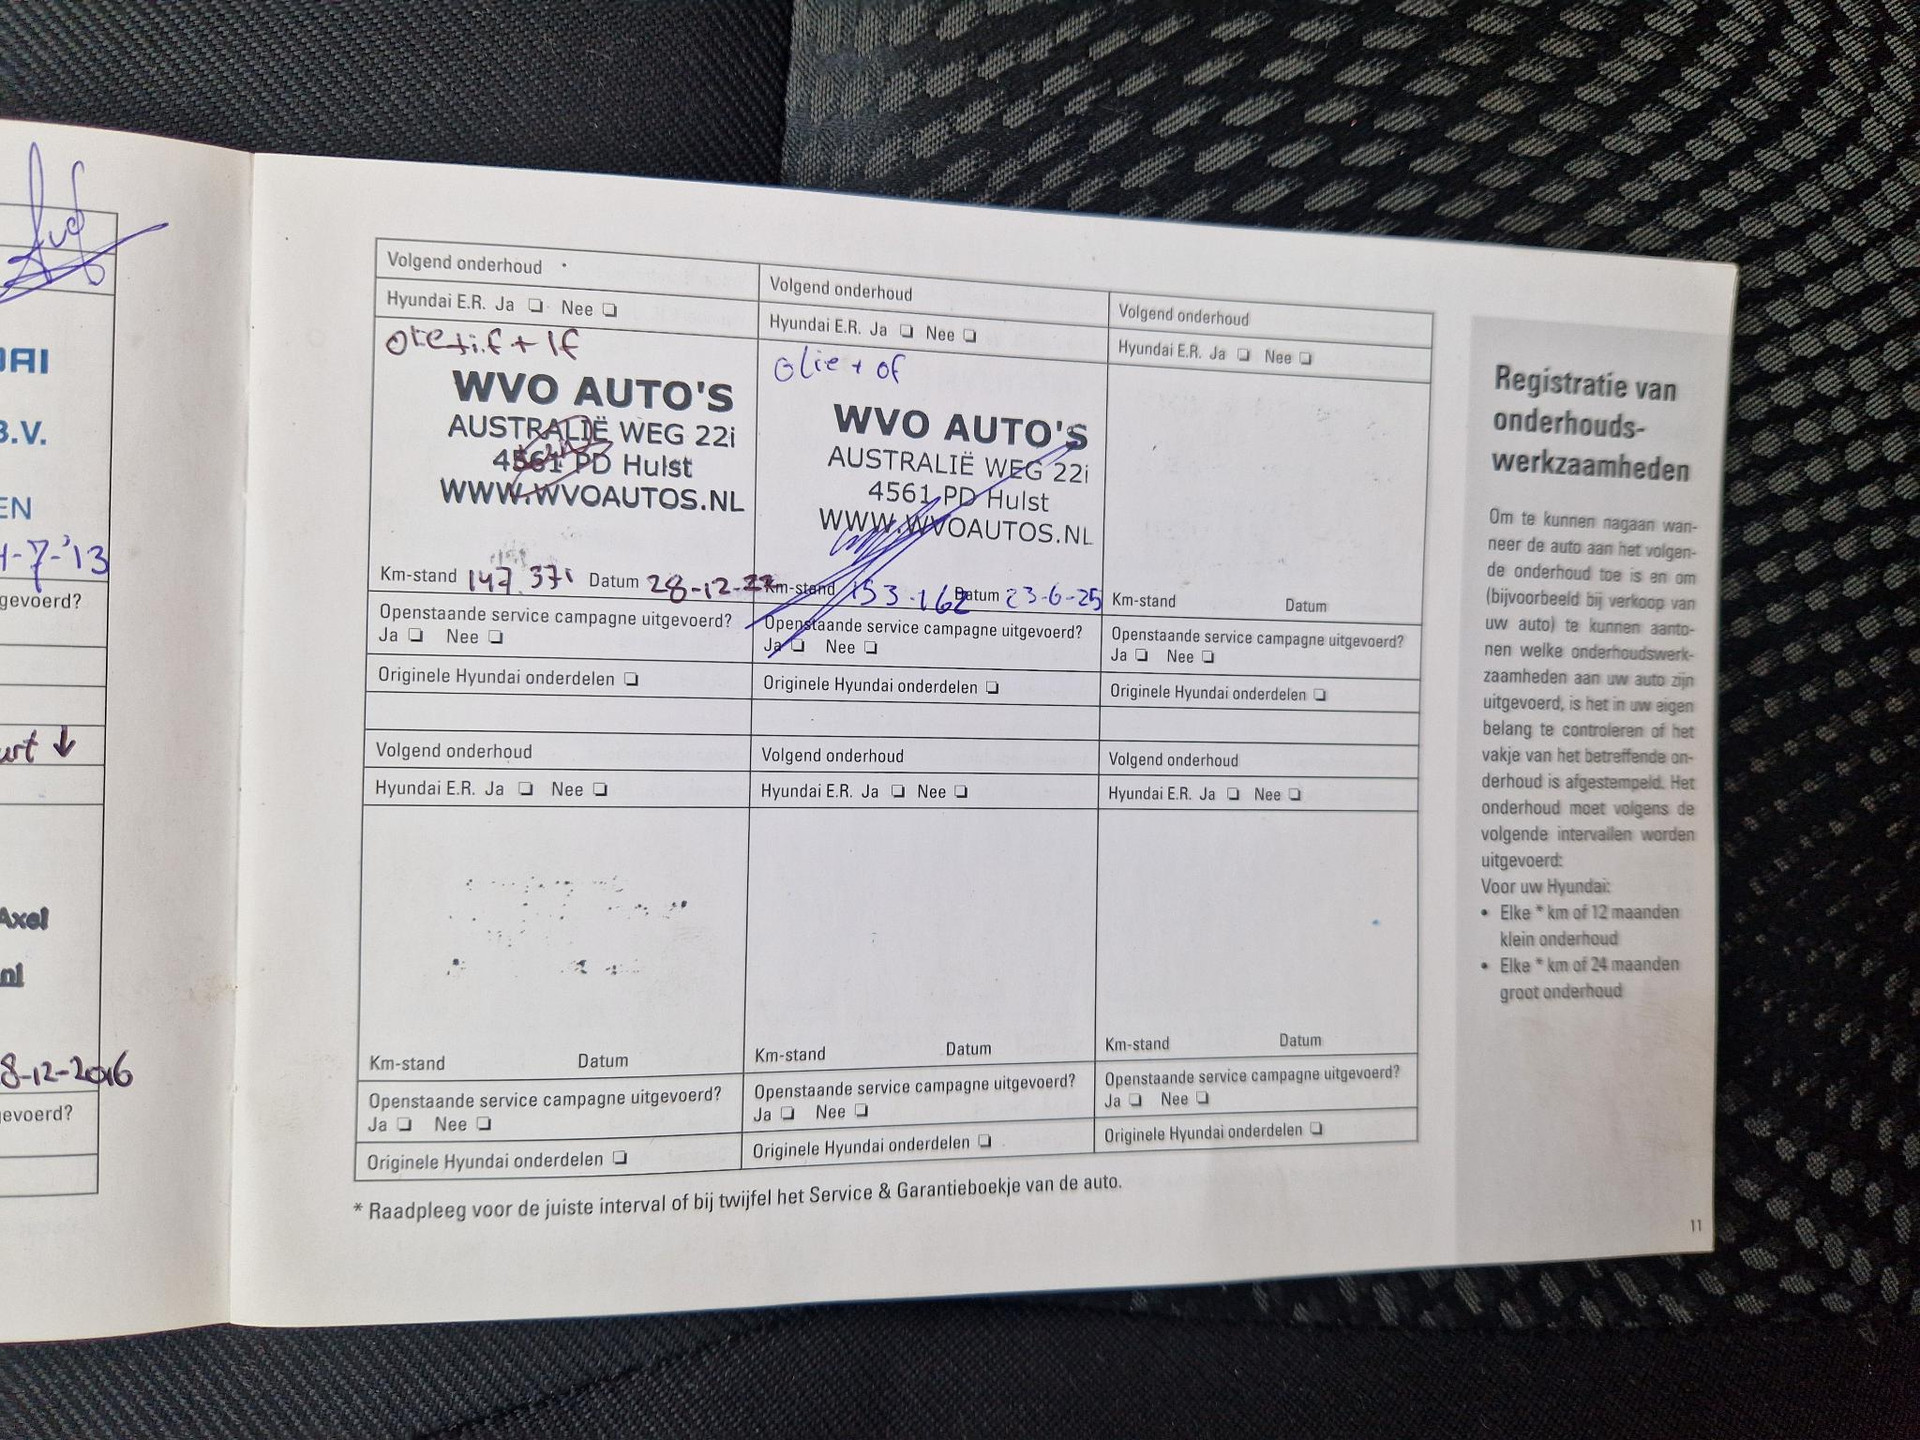 AI
B.V.
EN
-7-'13
gevoerd?
↓
Axel
nl
8-12-2016
gevoerd?
Volgend onderhoud
Hyundai E.R. Ja ❏ Nee ❏
+ lf
WVO AUTO'S
AUSTRALIË WEG 22i
4561 PD Hulst
WWW.WVOAUTOS.NL
Km-stand 147.371 Datum 28-12-22
Openstaande service campagne uitgevoerd?
Ja ❏ Nee ❏
Originele Hyundai onderdelen ❏
Volgend onderhoud
Hyundai E.R. Ja ❏ Nee ❏
olie + of
WVO AUTO'S
AUSTRALIË WEG 22i
4561 PD Hulst
WWW.WVOAUTOS.NL
Km-stand 153.162 Datum 23-6-25
Openstaande service campagne uitgevoerd?
Ja ❏ Nee ❏
Originele Hyundai onderdelen ❏
Volgend onderhoud
Hyundai E.R. Ja ❏ Nee ❏
Km-stand Datum
Openstaande service campagne uitgevoerd?
Ja ❏ Nee ❏
Originele Hyundai onderdelen ❏
Volgend onderhoud
Hyundai E.R. Ja ❏ Nee ❏
Km-stand Datum
Openstaande service campagne uitgevoerd?
Ja ❏ Nee ❏
Originele Hyundai onderdelen ❏
Volgend onderhoud
Hyundai E.R. Ja ❏ Nee ❏
Km-stand Datum
Openstaande service campagne uitgevoerd?
Ja ❏ Nee ❏
Originele Hyundai onderdelen ❏
Volgend onderhoud
Hyundai E.R. Ja ❏ Nee ❏
Km-stand Datum
Openstaande service campagne uitgevoerd?
Ja ❏ Nee ❏
Originele Hyundai onderdelen ❏
* Raadpleeg voor de juiste interval of bij twijfel het Service & Garantieboekje van de auto.
Registratie van
onderhouds-
werkzaamheden
Om te kunnen nagaan wan-
neer de auto aan het volgen-
de onderhoud toe is en om
(bijvoorbeeld bij verkoop van
uw auto) te kunnen aanto-
nen welke onderhoudswerk-
zaamheden aan uw auto zijn
uitgevoerd, is het in uw eigen
belang te controleren of het
vakje van het betreffende on-
derhoud is afgestempeld. Het
onderhoud moet volgens de
volgende intervallen worden
uitgevoerd:
Voor uw Hyundai:
• Elke * km of 12 maanden
klein onderhoud
• Elke * km of 24 maanden
groot onderhoud
11